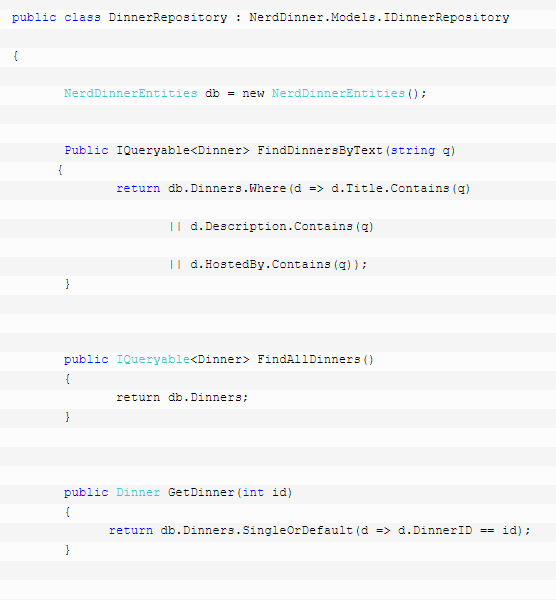 public class DinnerRepository : NerdDinner.Models.IDinnerRepository
{
NerdDinnerEntities db = new NerdDinnerEntities();
Public IQueryable<Dinner> FindDinnersByText(string q)
{
return db.Dinners.Where(d => d.Title.Contains(q)
|| d.Description.Contains(q)
|| d.HostedBy.Contains(q));
}
public IQueryable<Dinner> FindAllDinners()
{
return db.Dinners;
}
public Dinner GetDinner(int id)
{
return db.Dinners.SingleOrDefault(d => d.DinnerID == id);
}